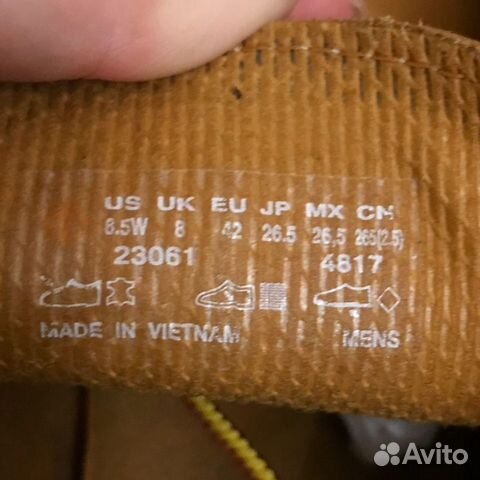 US UK EU JP MX CN
8.5W 8 42 26.5 26,5 265(2.5)
23061 4817
MADE IN VIETNAM MENS
Avito